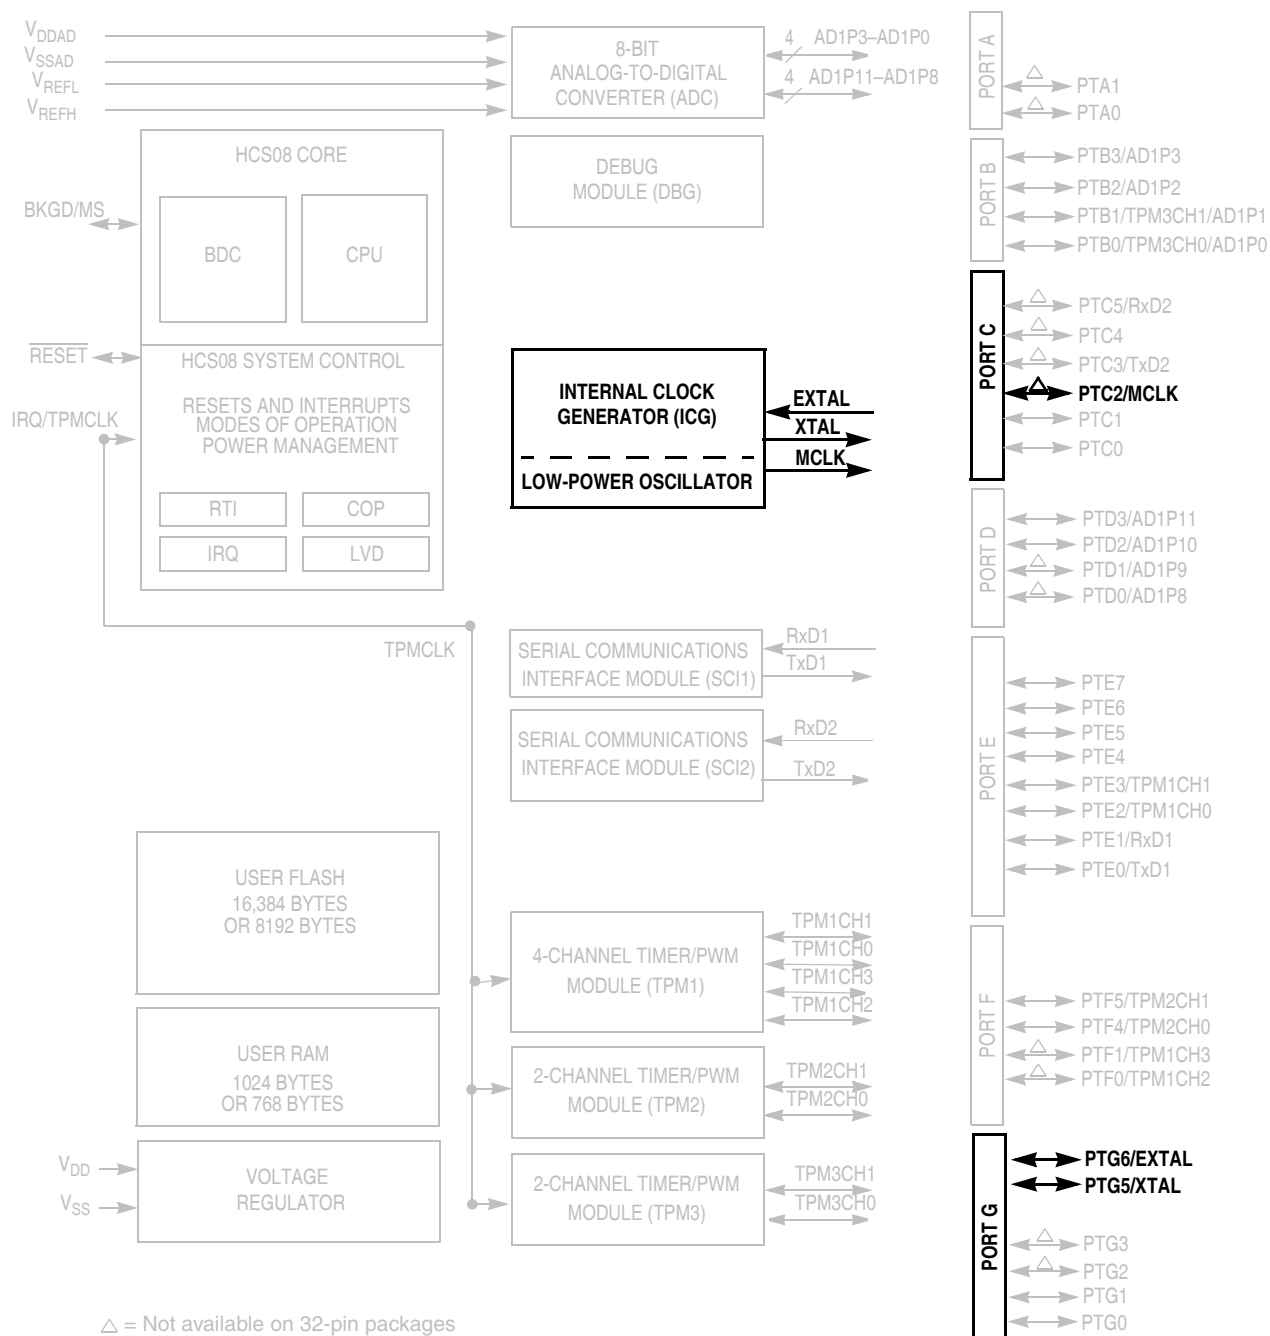 VDDAD
VSSAD
VREFL
VREFH
8-BIT
ANALOG-TO-DIGITAL
CONVERTER (ADC)
4 AD1P3–AD1P0
4 AD1P11–AD1P8
HCS08 CORE
BDC
CPU
BKGD/MS
DEBUG
MODULE (DBG)
RESET
HCS08 SYSTEM CONTROL
RESETS AND INTERRUPTS
MODES OF OPERATION
POWER MANAGEMENT
IRQ/TPMCLK
RTI
COP
IRQ
LVD
INTERNAL CLOCK
GENERATOR (ICG)
LOW-POWER OSCILLATOR
EXTAL
XTAL
MCLK
TPMCLK
SERIAL COMMUNICATIONS
INTERFACE MODULE (SCI1)
RxD1
TxD1
SERIAL COMMUNICATIONS
INTERFACE MODULE (SCI2)
RxD2
TxD2
USER FLASH
16,384 BYTES
OR 8192 BYTES
4-CHANNEL TIMER/PWM
MODULE (TPM1)
TPM1CH1
TPM1CH0
TPM1CH3
TPM1CH2
USER RAM
1024 BYTES
OR 768 BYTES
2-CHANNEL TIMER/PWM
MODULE (TPM2)
TPM2CH1
TPM2CH0
VDD
VSS
VOLTAGE
REGULATOR
2-CHANNEL TIMER/PWM
MODULE (TPM3)
TPM3CH1
TPM3CH0
PORT A
PTA1
PTA0
PORT B
PTB3/AD1P3
PTB2/AD1P2
PTB1/TPM3CH1/AD1P1
PTB0/TPM3CH0/AD1P0
PORT C
PTC5/RxD2
PTC4
PTC3/TxD2
PTC2/MCLK
PTC1
PTC0
PORT D
PTD3/AD1P11
PTD2/AD1P10
PTD1/AD1P9
PTD0/AD1P8
PORT E
PTE7
PTE6
PTE5
PTE4
PTE3/TPM1CH1
PTE2/TPM1CH0
PTE1/RxD1
PTE0/TxD1
PORT F
PTF5/TPM2CH1
PTF4/TPM2CH0
PTF1/TPM1CH3
PTF0/TPM1CH2
PORT G
PTG6/EXTAL
PTG5/XTAL
PTG3
PTG2
PTG1
PTG0
△ = Not available on 32-pin packages